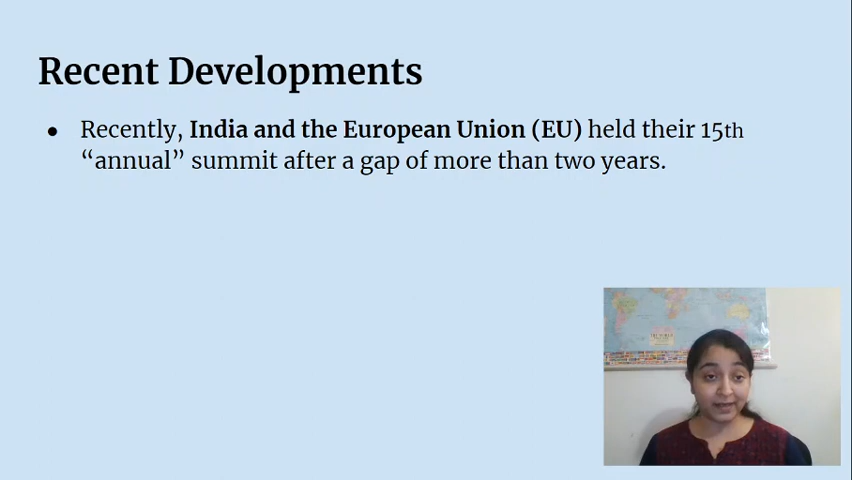 Recent Developments
● Recently, India and the European Union (EU) held their 15th
“annual” summit after a gap of more than two years.